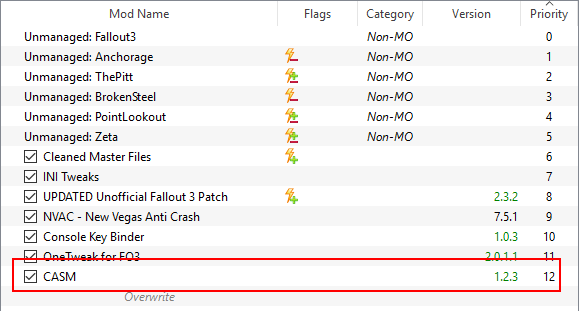 Mod Name Flags Category Version Priority
Unmanaged: Fallout3 Non-MO 0
Unmanaged: Anchorage Non-MO 1
Unmanaged: ThePitt Non-MO 2
Unmanaged: BrokenSteel Non-MO 3
Unmanaged: PointLookout Non-MO 4
Unmanaged: Zeta Non-MO 5
Cleaned Master Files 6
INI Tweaks 7
UPDATED Unofficial Fallout 3 Patch 2.3.2 8
NVAC - New Vegas Anti Crash 7.5.1 9
Console Key Binder 1.0.3 10
OneTweak for FO3 2.0.1.1 11
CASM 1.2.3 12
Overwrite